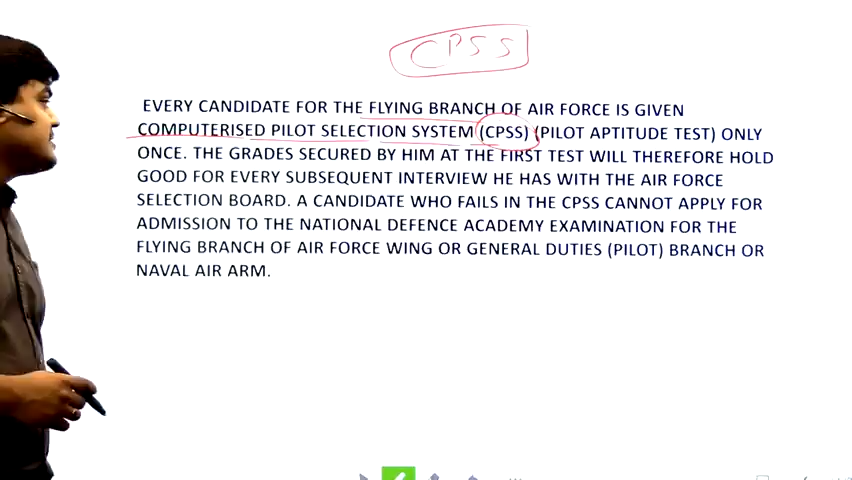 CPSS
EVERY CANDIDATE FOR THE FLYING BRANCH OF AIR FORCE IS GIVEN
COMPUTERISED PILOT SELECTION SYSTEM (CPSS) (PILOT APTITUDE TEST) ONLY
ONCE. THE GRADES SECURED BY HIM AT THE FIRST TEST WILL THEREFORE HOLD
GOOD FOR EVERY SUBSEQUENT INTERVIEW HE HAS WITH THE AIR FORCE
SELECTION BOARD. A CANDIDATE WHO FAILS IN THE CPSS CANNOT APPLY FOR
ADMISSION TO THE NATIONAL DEFENCE ACADEMY EXAMINATION FOR THE
FLYING BRANCH OF AIR FORCE WING OR GENERAL DUTIES (PILOT) BRANCH OR
NAVAL AIR ARM.